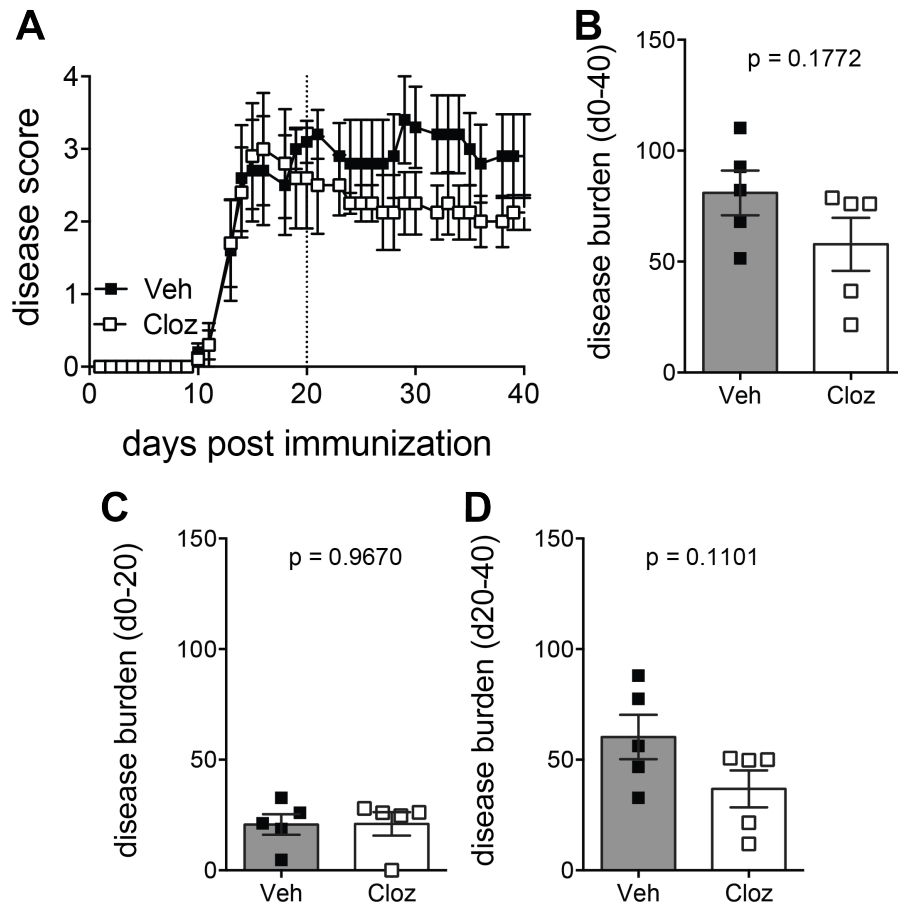 A
disease score
4
3
2
1
0
Veh
Cloz
0 10 20 30 40
days post immunization
B
disease burden (d0-40)
150
100
50
0
p = 0.1772
Veh Cloz
C
disease burden (d0-20)
150
100
50
0
p = 0.9670
Veh Cloz
D
disease burden (d20-40)
150
100
50
0
p = 0.1101
Veh Cloz